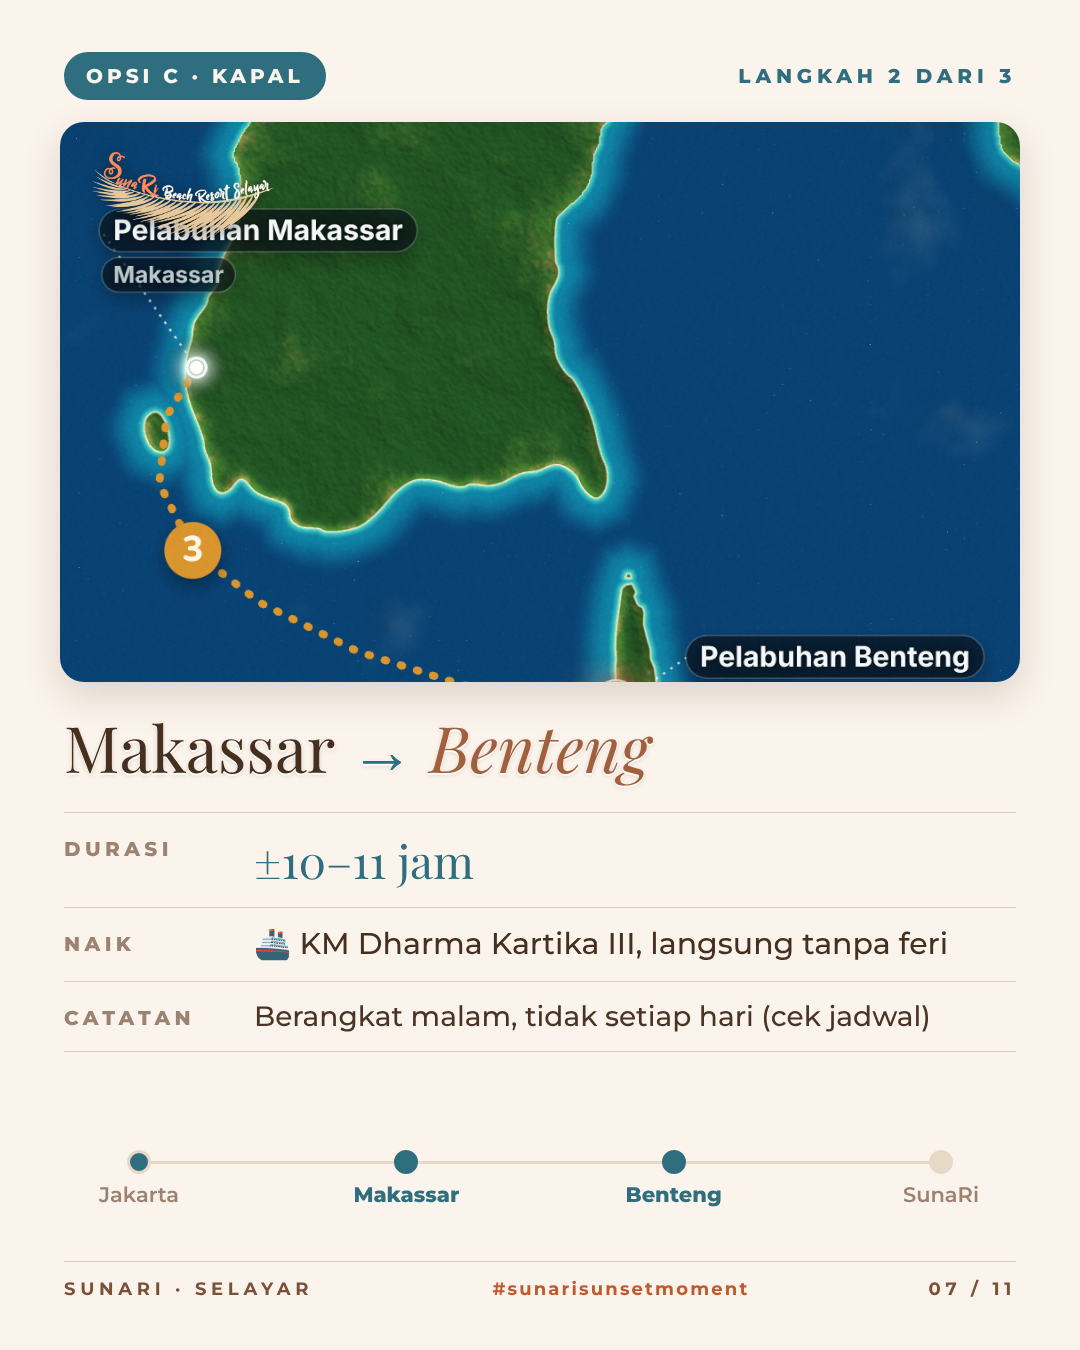 OPSI C · KAPAL
LANGKAH 2 DARI 3
SunaRi Beach Resort Selayar
Pelabuhan Makassar
Makassar
3
Pelabuhan Benteng
Makassar → Benteng
DURASI
±10–11 jam
NAIK
🚢 KM Dharma Kartika III, langsung tanpa feri
CATATAN
Berangkat malam, tidak setiap hari (cek jadwal)
Jakarta
Makassar
Benteng
SunaRi
SUNARI · SELAYAR
#sunarisunsetmoment
07 / 11